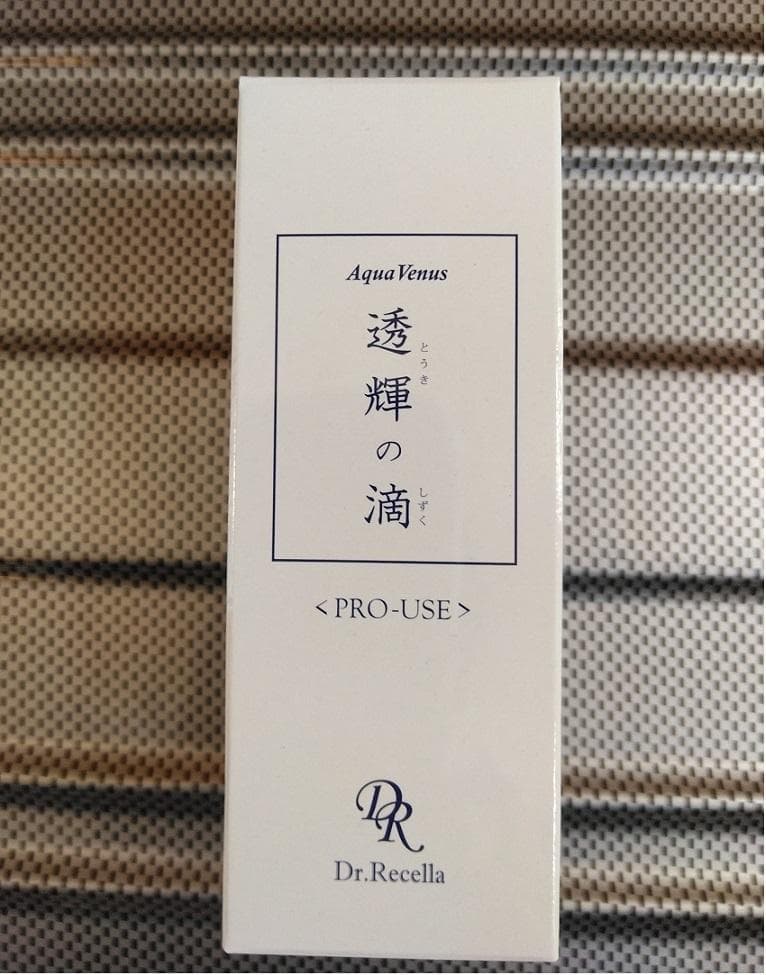 AquaVenus
透輝の滴
とうき
しずく
<PRO-USE>
DR
Dr.Recella